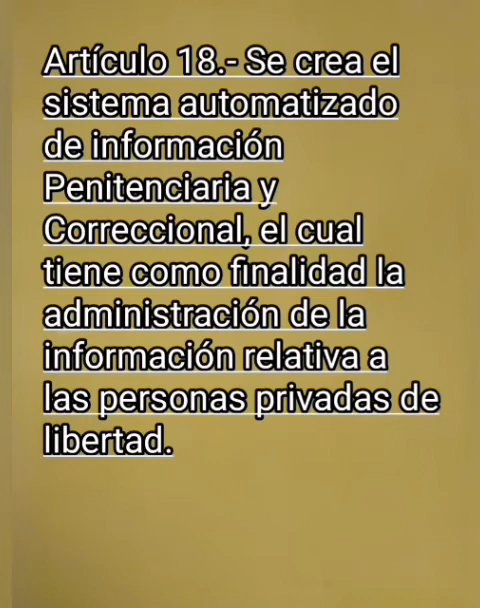 Artículo 18.- Se crea el
sistema automatizado
de información
Penitenciaria y
Correccional, el cual
tiene como finalidad la
administración de la
información relativa a
las personas privadas de
libertad.